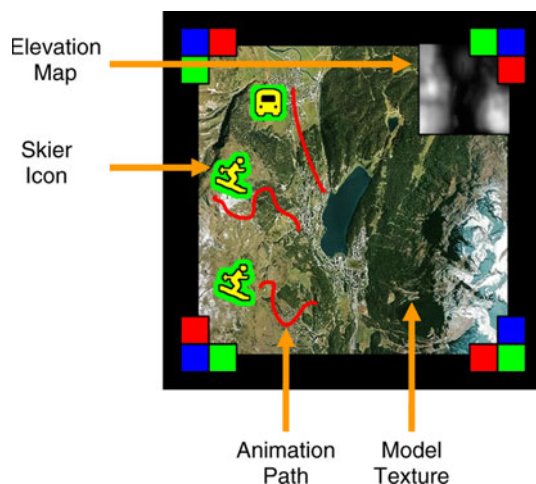 Elevation
Map
Skier
Icon
Animation
Path
Model
Texture